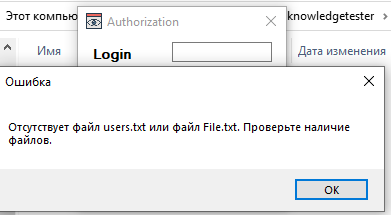 Этот компью
Authorization
knowledgetester
Имя
Login
Дата изменения
Ошибка
Отсутствует файл users.txt или файл File.txt. Проверьте наличие
файлов.
OK